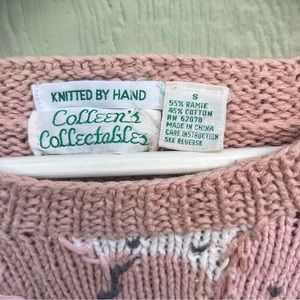 KNITTED BY HAND
Colleen's
Collectables
S
55% RAMIE
45% COTTON
RN 62078
MADE IN CHINA
CARE INSTRUCTION
SEE REVERSE